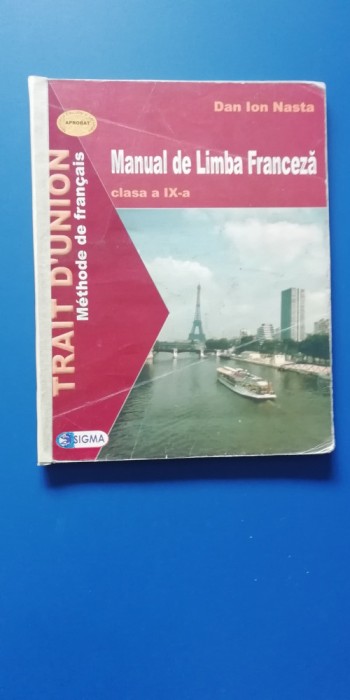 Dan Ion Nasta
APROBAT
Manual de Limba Franceză
clasa a IX-a
TRAIT D'UNION
Méthode de français
SIGMA